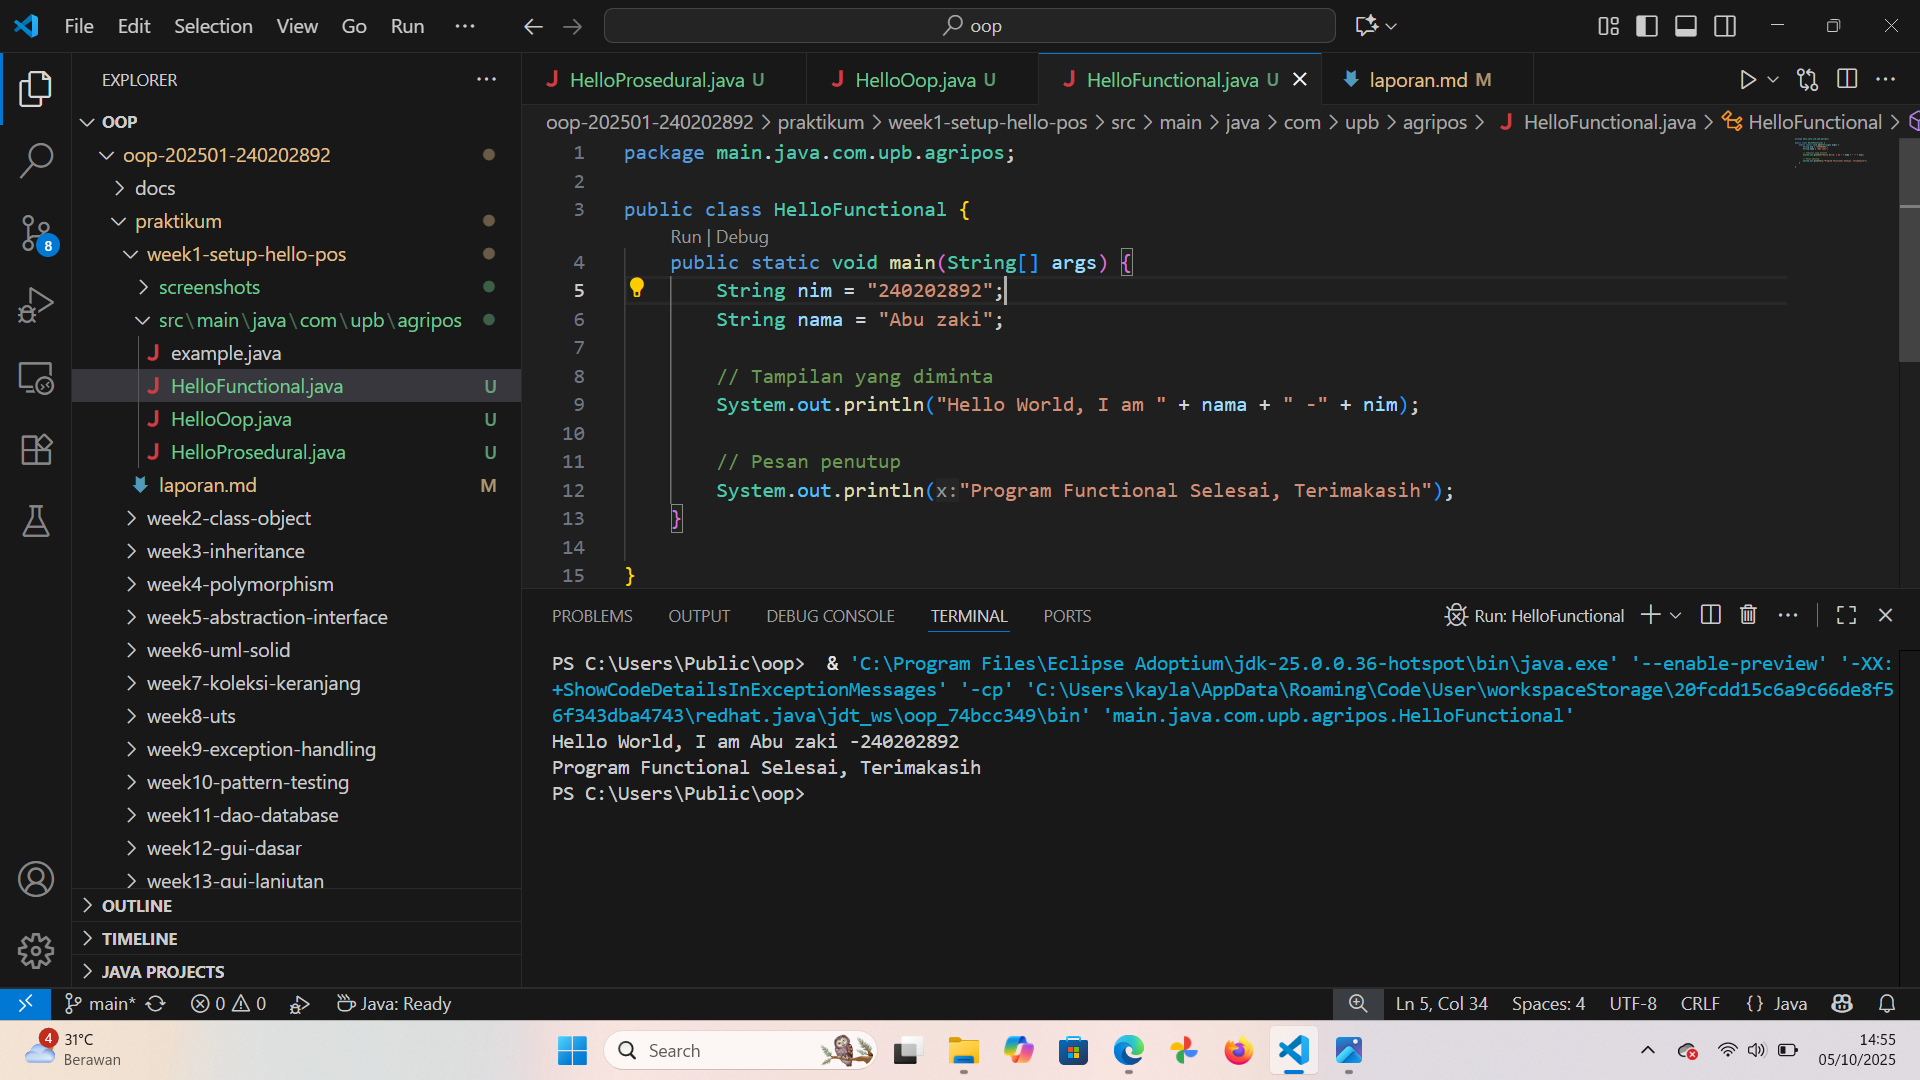 File Edit Selection View Go Run ··· oop
EXPLORER ···
OOP
oop-202501-240202892
docs
praktikum
week1-setup-hello-pos
screenshots
src\main\java\com\upb\agripos
example.java
HelloFunctional.java U
HelloOop.java U
HelloProsedural.java U
laporan.md M
week2-class-object
week3-inheritance
week4-polymorphism
week5-abstraction-interface
week6-uml-solid
week7-koleksi-keranjang
week8-uts
week9-exception-handling
week10-pattern-testing
week11-dao-database
week12-gui-dasar
week13-gui-lanjutan
OUTLINE
TIMELINE
JAVA PROJECTS
8
HelloProsedural.java U HelloOop.java U HelloFunctional.java U laporan.md M
oop-202501-240202892 > praktikum > week1-setup-hello-pos > src > main > java > com > upb > agripos > HelloFunctional.java > HelloFunctional >
1 package main.java.com.upb.agripos;
2
3 public class HelloFunctional {
Run | Debug
4 public static void main(String[] args) {
5 String nim = "240202892";
6 String nama = "Abu zaki";
7
8 // Tampilan yang diminta
9 System.out.println("Hello World, I am " + nama + " -" + nim);
10
11 // Pesan penutup
12 System.out.println(x:"Program Functional Selesai, Terimakasih");
13 }
14
15 }
PROBLEMS OUTPUT DEBUG CONSOLE TERMINAL PORTS Run: HelloFunctional
PS C:\Users\Public\oop> & 'C:\Program Files\Eclipse Adoptium\jdk-25.0.0.36-hotspot\bin\java.exe' '--enable-preview' '-XX:
+ShowCodeDetailsInExceptionMessages' '-cp' 'C:\Users\kayla\AppData\Roaming\Code\User\workspaceStorage\20fcdd15c6a9c66de8f5
6f343dba4743\redhat.java\jdt_ws\oop_74bcc349\bin' 'main.java.com.upb.agripos.HelloFunctional'
Hello World, I am Abu zaki -240202892
Program Functional Selesai, Terimakasih
PS C:\Users\Public\oop>
main* 0 0 Java: Ready Ln 5, Col 34 Spaces: 4 UTF-8 CRLF {} Java
4 31°C
Berawan
Search
14:55
05/10/2025